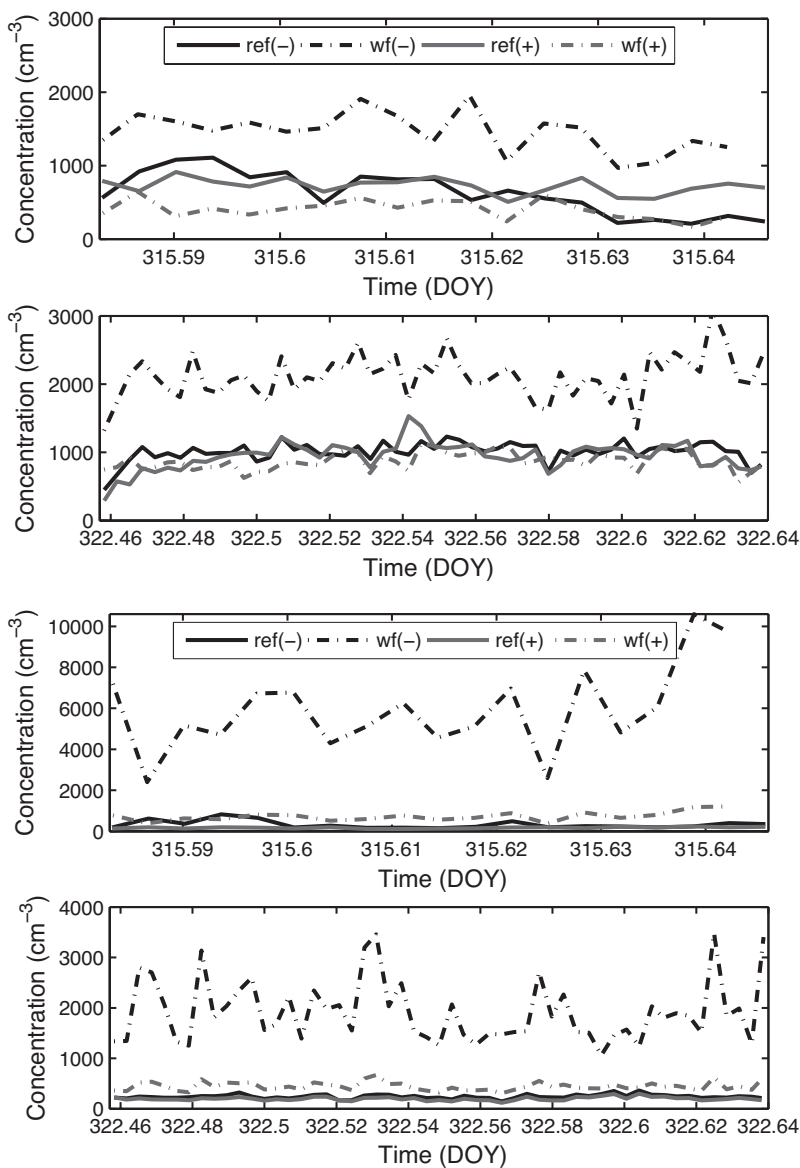 3000
2000
1000
0
Concentration (cm⁻³)
ref(−) wf(−) ref(+) wf(+)
315.59 315.6 315.61 315.62 315.63 315.64
Time (DOY)
3000
2000
1000
0
Concentration (cm⁻³)
322.46 322.48 322.5 322.52 322.54 322.56 322.58 322.6 322.62 322.64
Time (DOY)
10000
8000
6000
4000
2000
0
Concentration (cm⁻³)
ref(−) wf(−) ref(+) wf(+)
315.59 315.6 315.61 315.62 315.63 315.64
Time (DOY)
4000
3000
2000
1000
0
Concentration (cm⁻³)
322.46 322.48 322.5 322.52 322.54 322.56 322.58 322.6 322.62 322.64
Time (DOY)